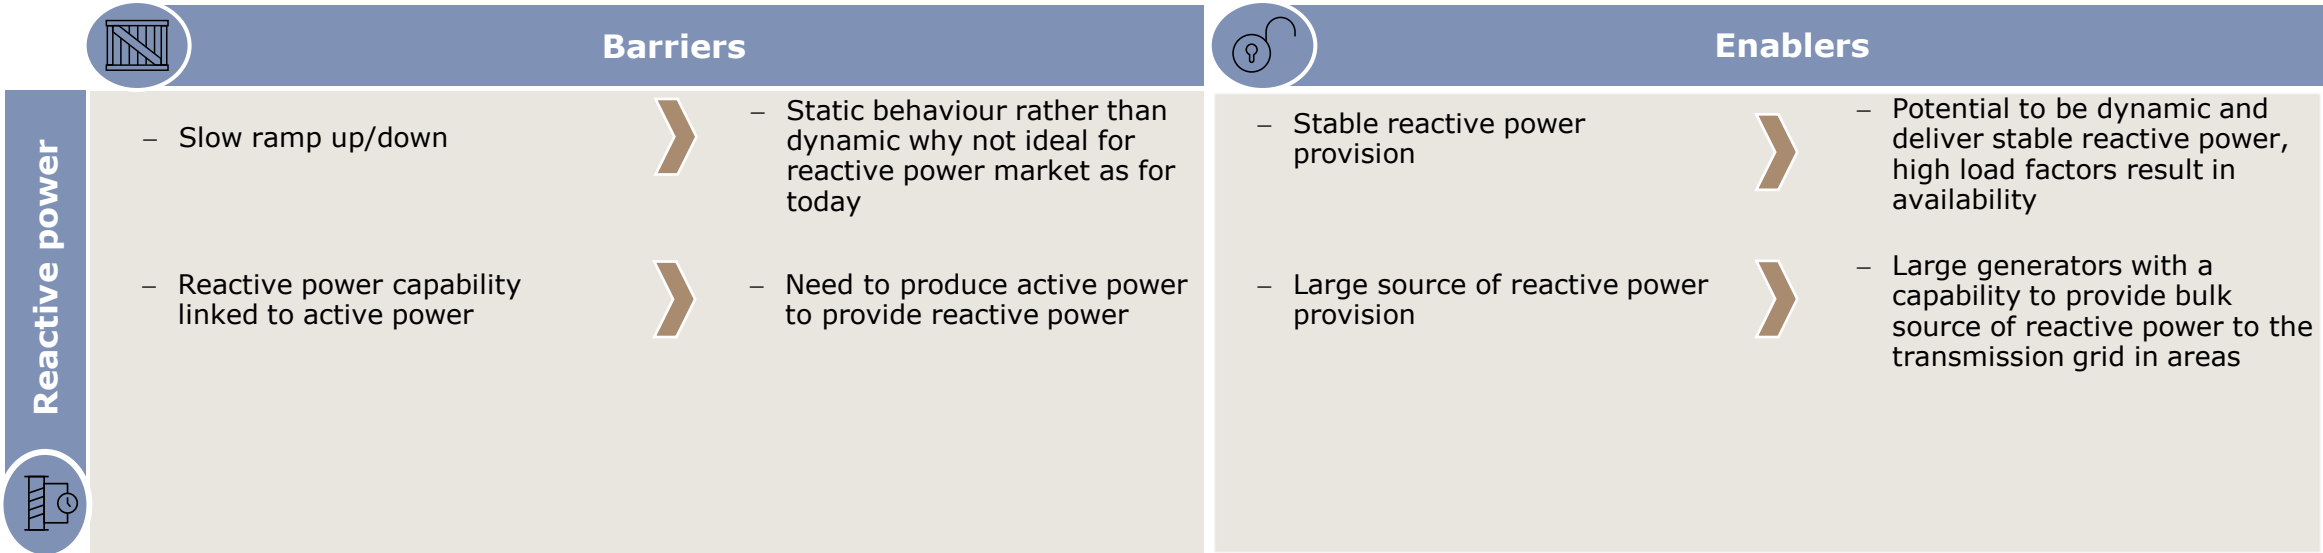 Barriers
Enablers
Reactive power
– Slow ramp up/down
– Static behaviour rather than
dynamic why not ideal for
reactive power market as for
today
– Reactive power capability
linked to active power
– Need to produce active power
to provide reactive power
– Stable reactive power
provision
– Potential to be dynamic and
deliver stable reactive power,
high load factors result in
availability
– Large source of reactive power
provision
– Large generators with a
capability to provide bulk
source of reactive power to the
transmission grid in areas